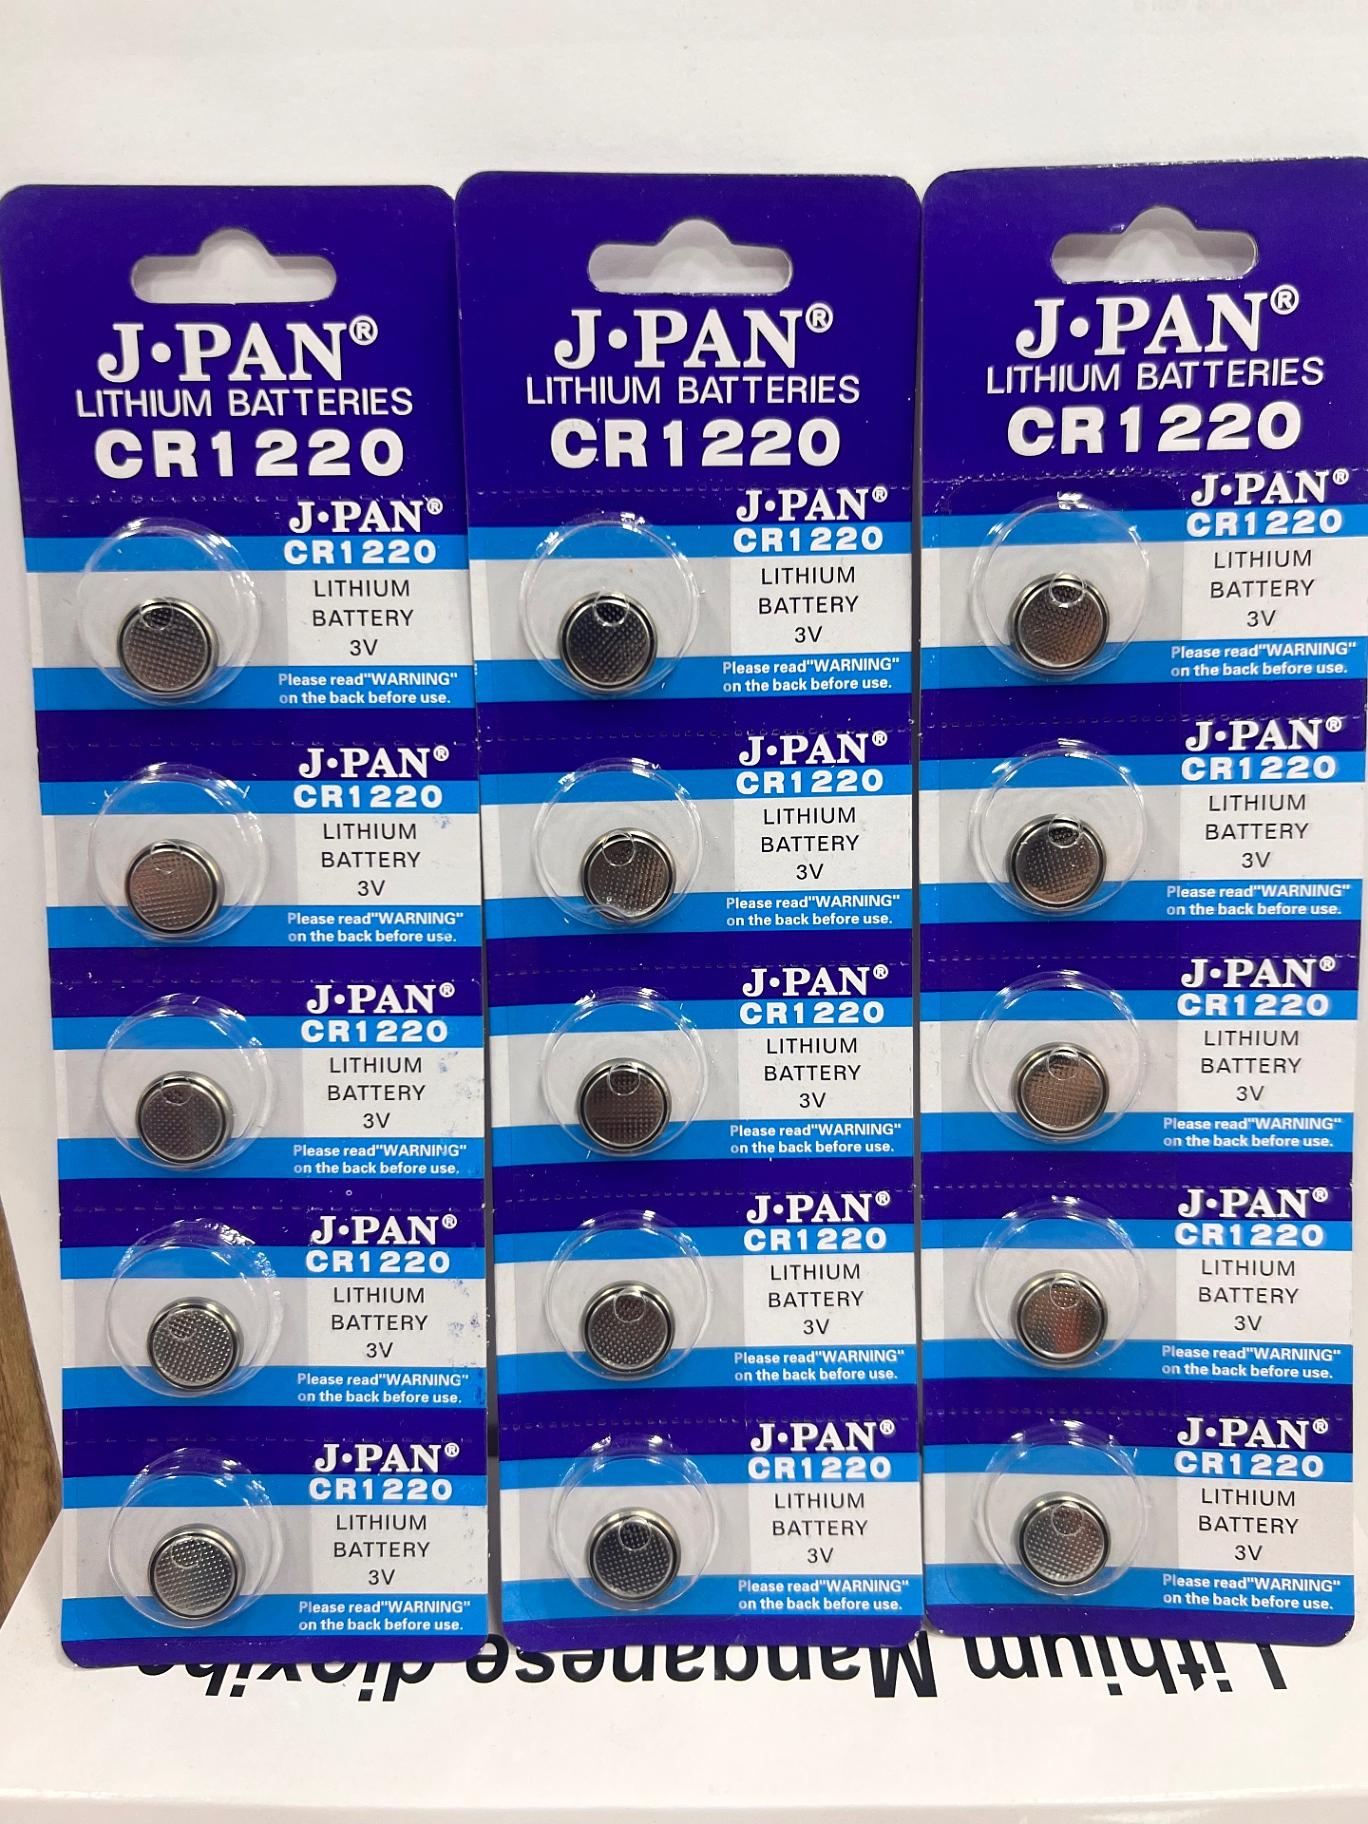 J·PAN®
LITHIUM BATTERIES
CR1220
J·PAN®
CR1220
LITHIUM
BATTERY
3V
Please read"WARNING"
on the back before use.
J·PAN®
CR1220
LITHIUM
BATTERY
3V
Please read"WARNING"
on the back before use.
J·PAN®
CR1220
LITHIUM
BATTERY
3V
Please read"WARNING"
on the back before use.
J·PAN®
CR1220
LITHIUM
BATTERY
3V
Please read"WARNING"
on the back before use.
J·PAN®
CR1220
LITHIUM
BATTERY
3V
Please read"WARNING"
on the back before use.
J·PAN®
LITHIUM BATTERIES
CR1220
J·PAN®
CR1220
LITHIUM
BATTERY
3V
Please read"WARNING"
on the back before use.
J·PAN®
CR1220
LITHIUM
BATTERY
3V
Please read"WARNING"
on the back before use.
J·PAN®
CR1220
LITHIUM
BATTERY
3V
Please read"WARNING"
on the back before use.
J·PAN®
CR1220
LITHIUM
BATTERY
3V
Please read"WARNING"
on the back before use.
J·PAN®
CR1220
LITHIUM
BATTERY
3V
Please read"WARNING"
on the back before use.
J·PAN®
LITHIUM BATTERIES
CR1220
J·PAN®
CR1220
LITHIUM
BATTERY
3V
Please read"WARNING"
on the back before use.
J·PAN®
CR1220
LITHIUM
BATTERY
3V
Please read"WARNING"
on the back before use.
J·PAN®
CR1220
LITHIUM
BATTERY
3V
Please read"WARNING"
on the back before use.
J·PAN®
CR1220
LITHIUM
BATTERY
3V
Please read"WARNING"
on the back before use.
J·PAN®
CR1220
LITHIUM
BATTERY
3V
Please read"WARNING"
on the back before use.
Lithium Manganese dioxibe